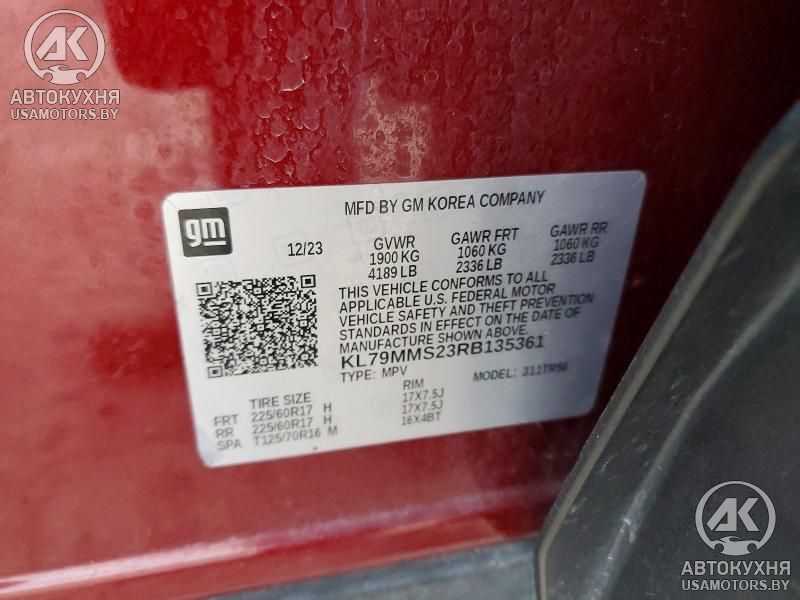 AK
АВТОКУХНЯ
USAMOTORS.BY
gm
MFD BY GM KOREA COMPANY
12/23
GVWR GAWR FRT GAWR RR
1900 KG 1060 KG 1060 KG
4189 LB 2336 LB 2336 LB
THIS VEHICLE CONFORMS TO ALL
APPLICABLE U.S. FEDERAL MOTOR
VEHICLE SAFETY AND THEFT PREVENTION
STANDARDS IN EFFECT ON THE DATE OF
MANUFACTURE SHOWN ABOVE.
KL79MMS23RB135361
TYPE: MPV MODEL: 311TR56
TIRE SIZE RIM
FRT 225/60R17 H 17X7.5J
RR 225/60R17 H 17X7.5J
SPA T125/70R16 M 16X4BT
AK
АВТОКУХНЯ
USAMOTORS.BY